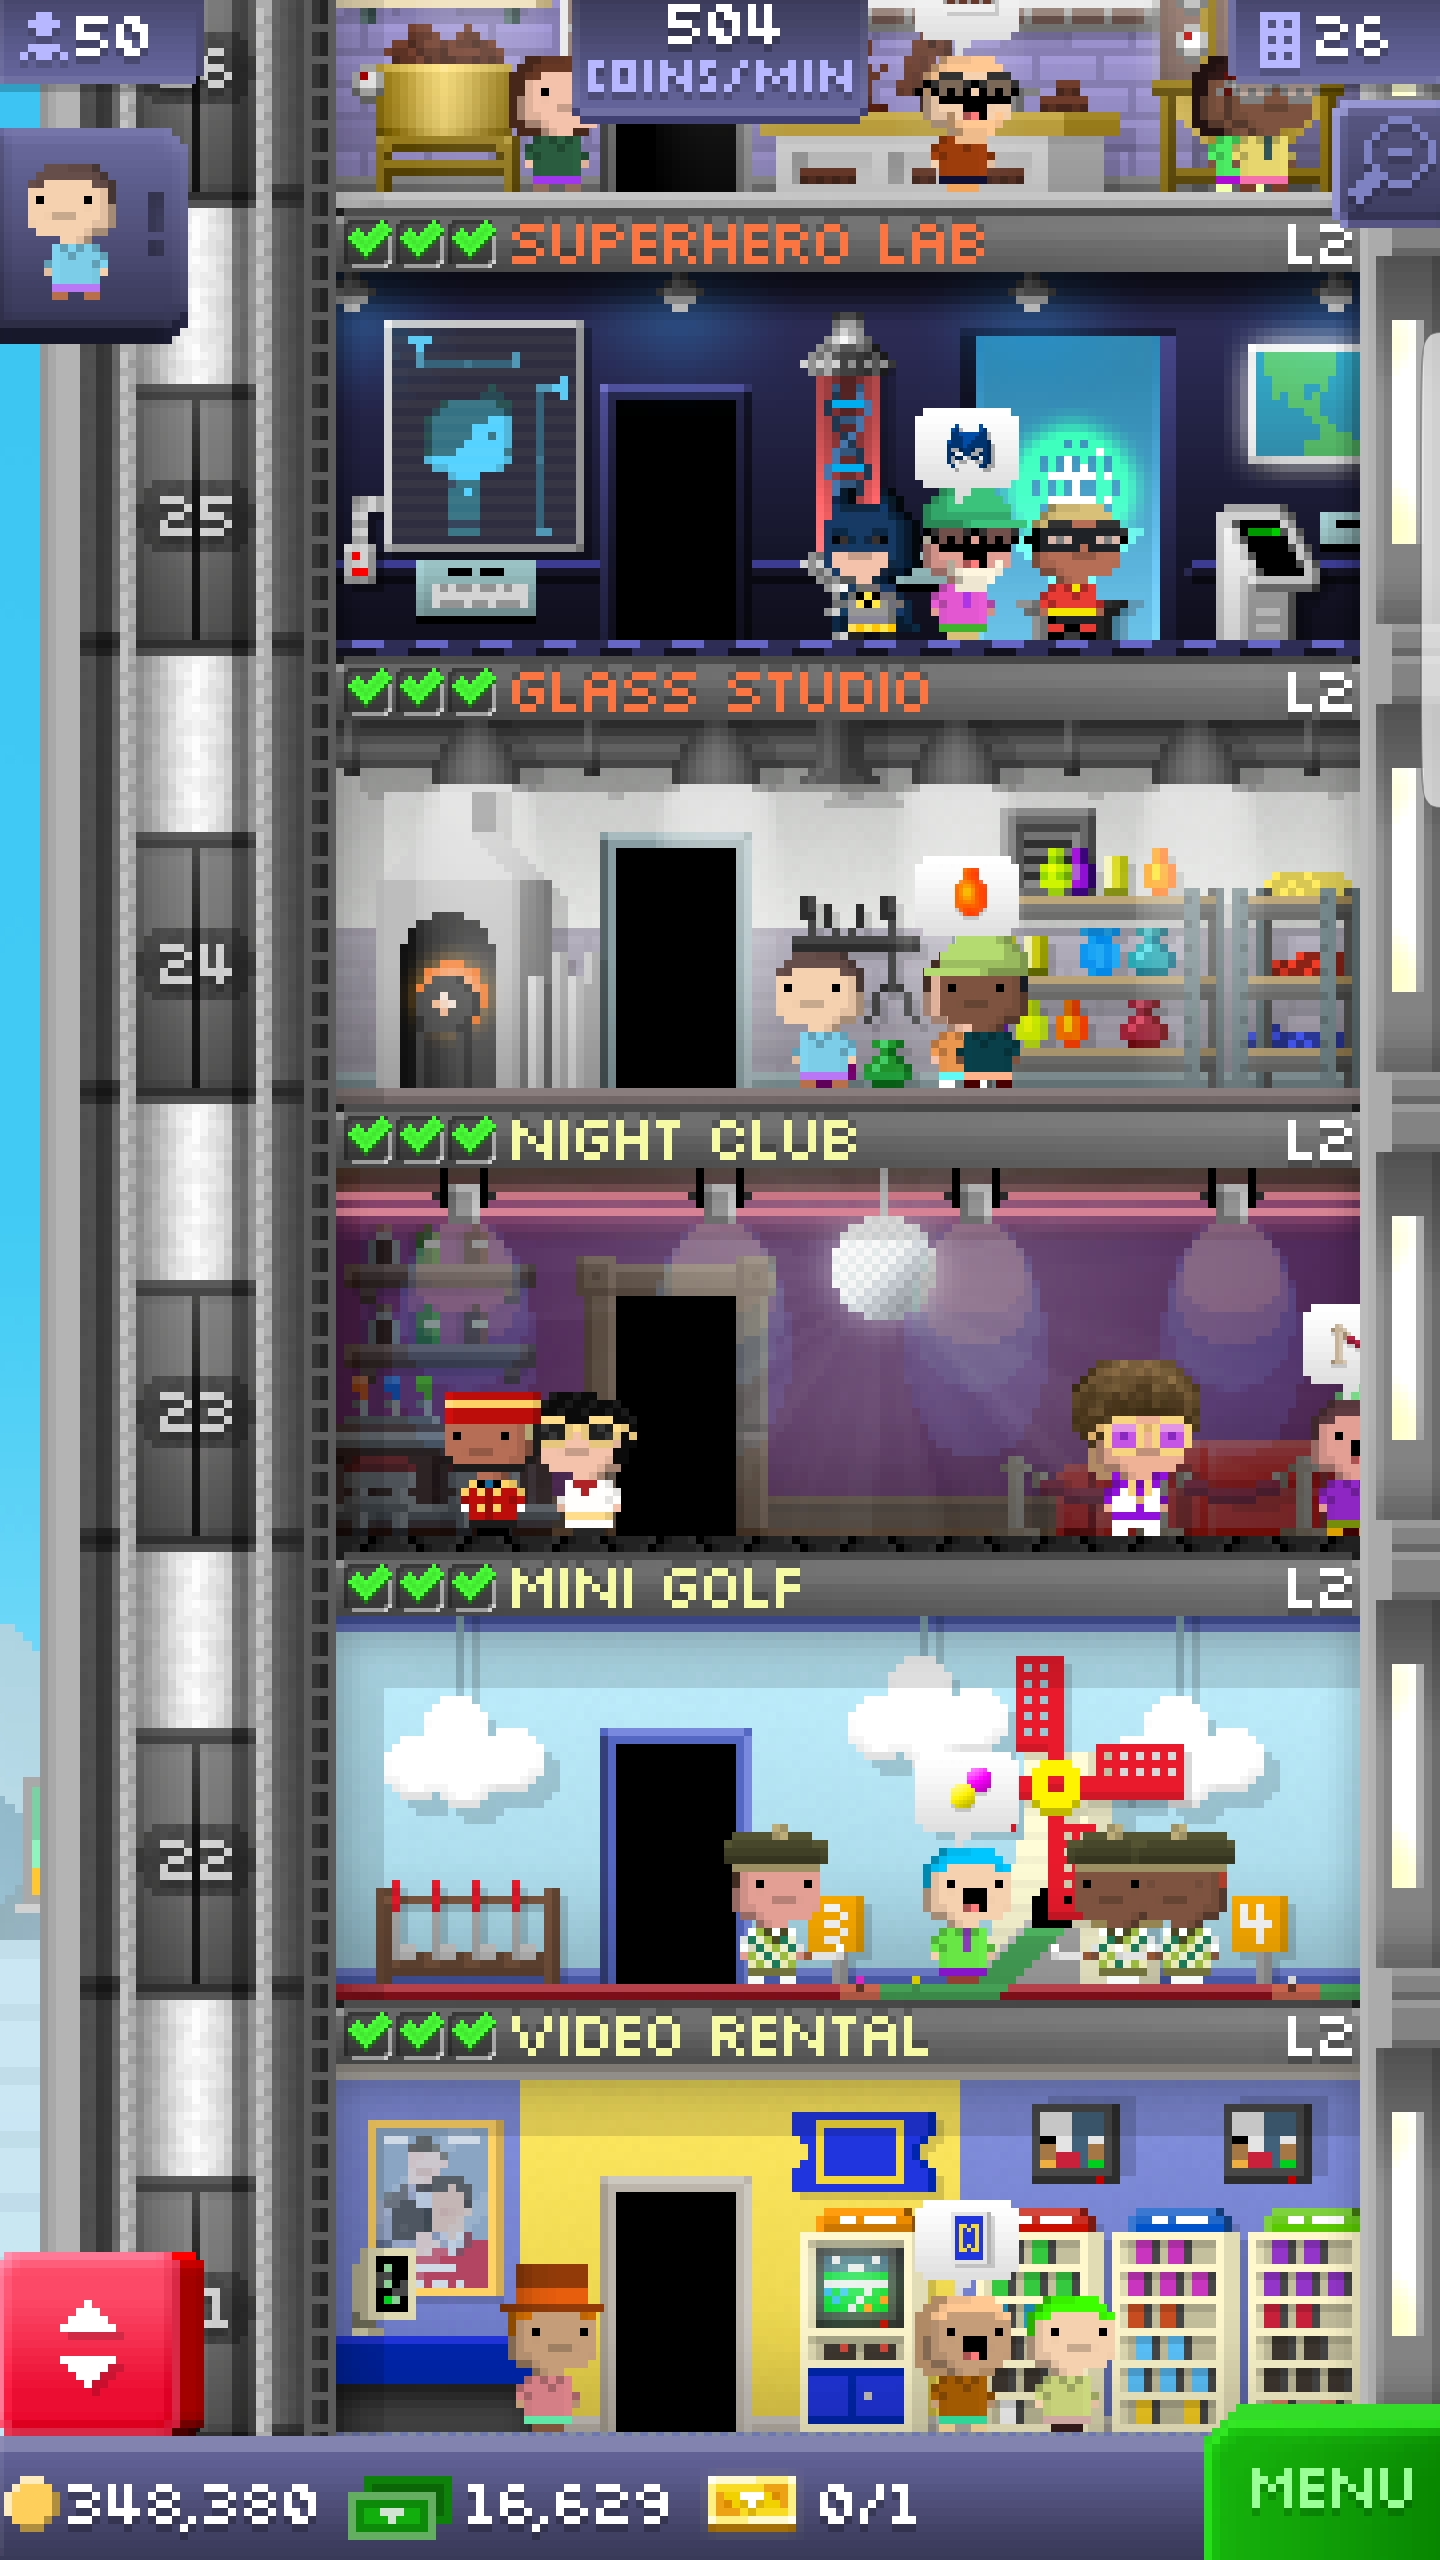 50
504
COINS/MIN
26
SUPERHERO LAB
L2
25
GLASS STUDIO
L2
24
NIGHT CLUB
L2
23
MINI GOLF
L2
22
3
4
VIDEO RENTAL
L2
348,380
16,629
0/1
MENU